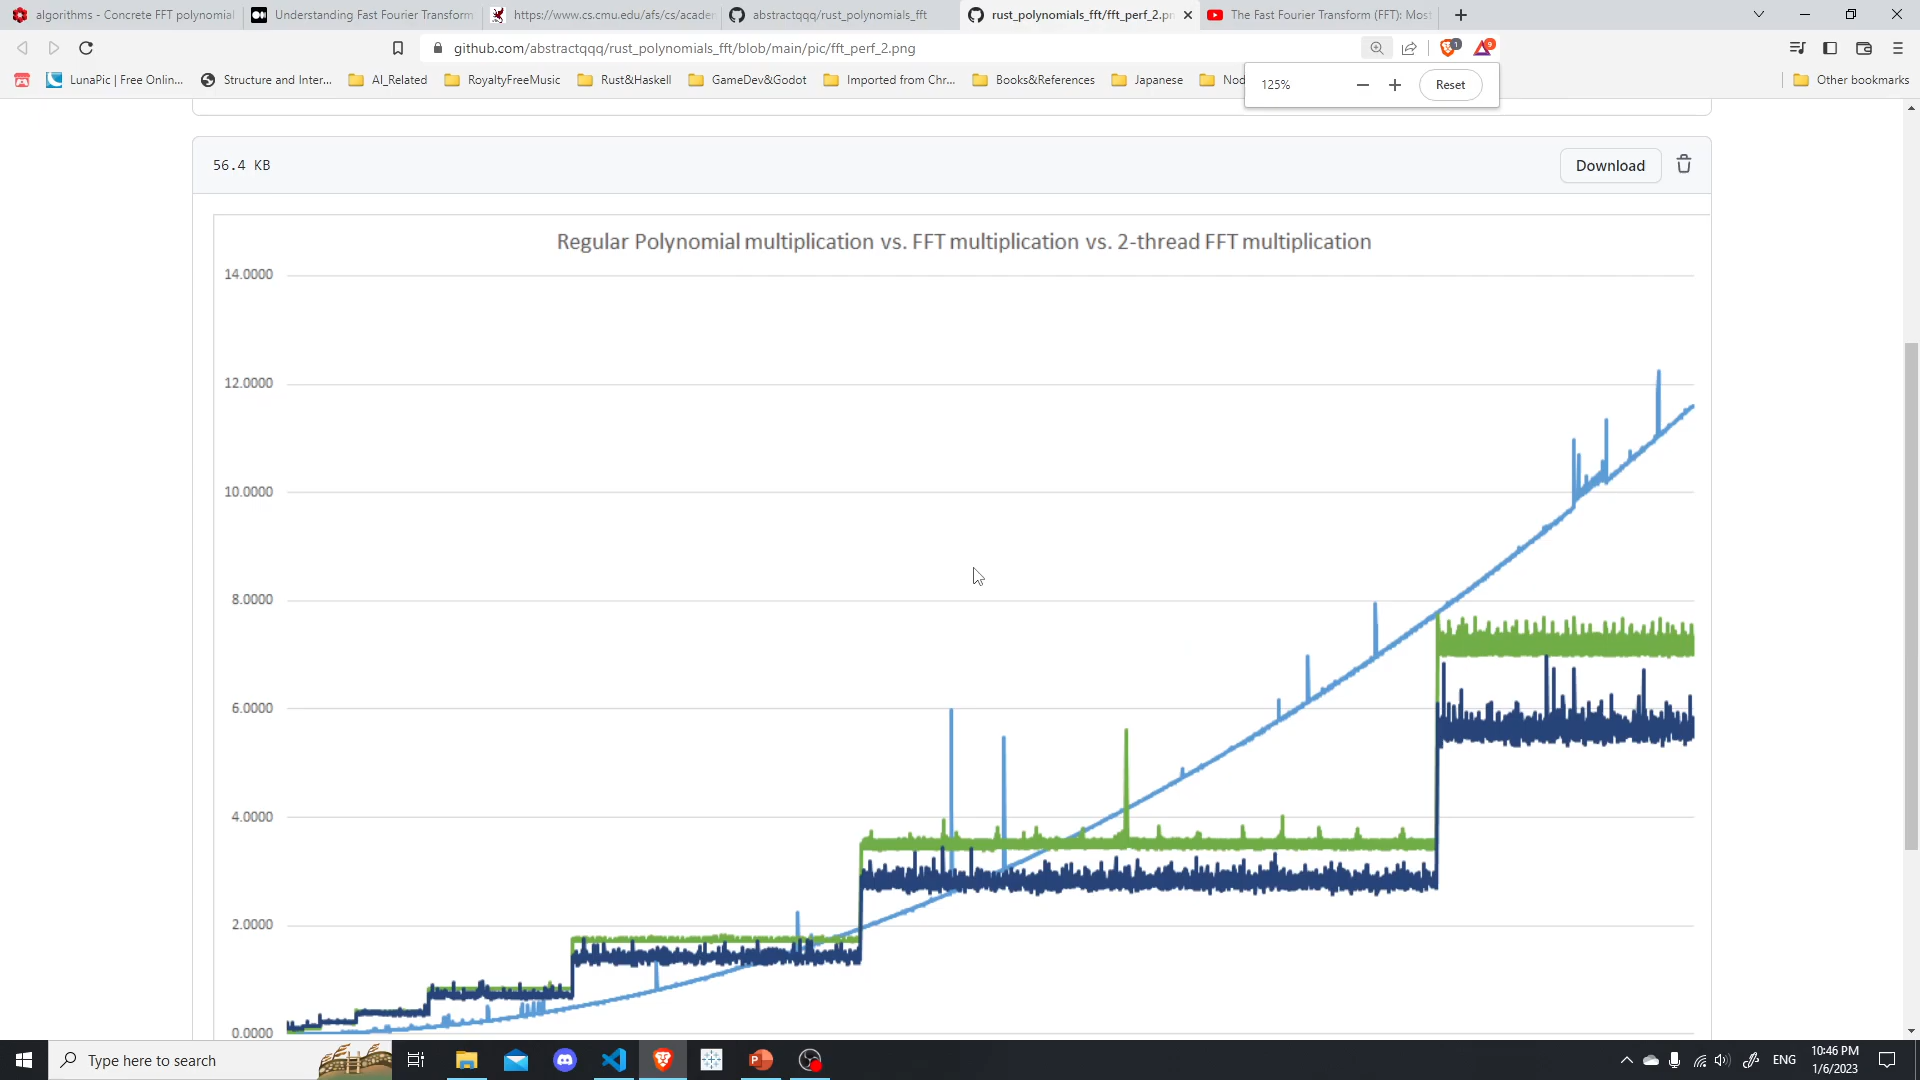 algorithms - Concrete FFT polynomial
Understanding Fast Fourier Transform
https://www.cs.cmu.edu/afs/cs/acader
abstractqqq/rust_polynomials_fft
rust_polynomials_fft/fft_perf_2.pn
The Fast Fourier Transform (FFT): Most
github.com/abstractqqq/rust_polynomials_fft/blob/main/pic/fft_perf_2.png
1
9
LunaPic | Free Onlin...
Structure and Inter...
AI_Related
RoyaltyFreeMusic
Rust&Haskell
GameDev&Godot
Imported from Chr...
Books&References
Japanese
Nod
Other bookmarks
125%
Reset
56.4 KB
Download
Regular Polynomial multiplication vs. FFT multiplication vs. 2-thread FFT multiplication
14.0000
12.0000
10.0000
8.0000
6.0000
4.0000
2.0000
0.0000
Type here to search
ENG
10:46 PM
1/6/2023